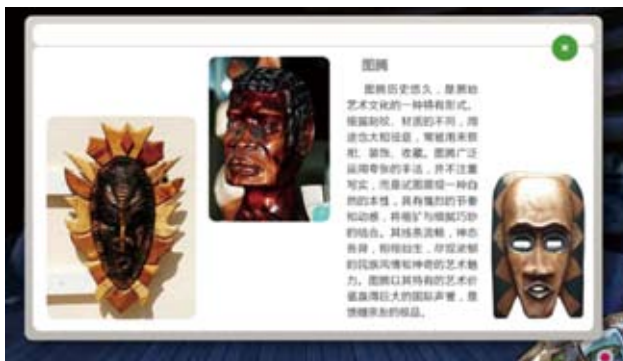 图腾
图腾历史悠久，是原始
艺术文化的一种特有形式。
根据刻纹、材质的不同，用
途也大相径庭，常被用来祭
祀、装饰、收藏。图腾广泛
运用夸张的手法，并不注重
写实，而是试图展现一种自
然的本性，具有强烈的节奏
和动感，将粗犷与细腻巧妙
的结合。其线条流畅，神态
各异，栩栩如生，尽现浓郁
的民族风情和神奇的艺术魅
力。图腾以其特有的艺术价
值赢得巨大的国际声誉，是
馈赠亲友的极品。